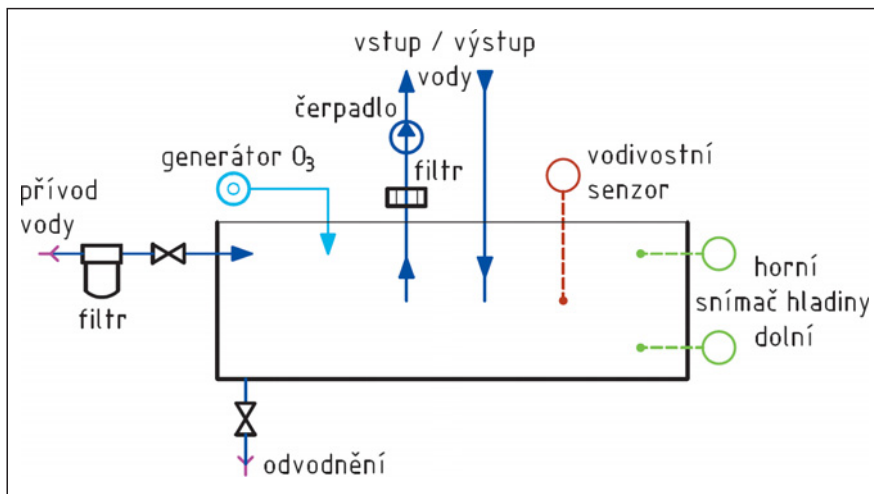 vstup / výstup
vody
čerpadlo
generátor O₃
filtr
vodivostní
senzor
přívod
vody
filtr
horní
snímač hladiny
dolní
odvodnění